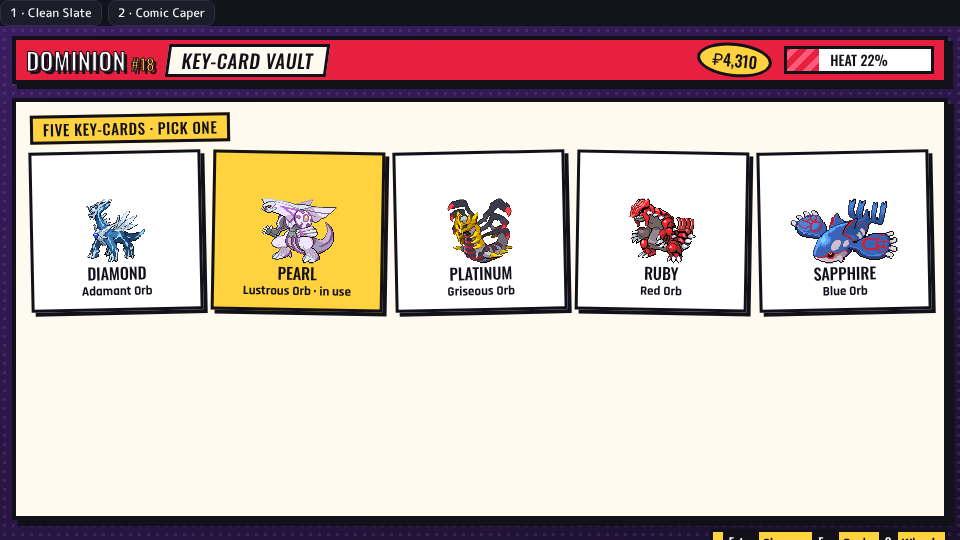 1 · Clean Slate
2 · Comic Caper
DOMINION #18
KEY-CARD VAULT
₽4,310
HEAT 22%
FIVE KEY-CARDS · PICK ONE
DIAMOND
Adamant Orb
PEARL
Lustrous Orb · in use
PLATINUM
Griseous Orb
RUBY
Red Orb
SAPPHIRE
Blue Orb